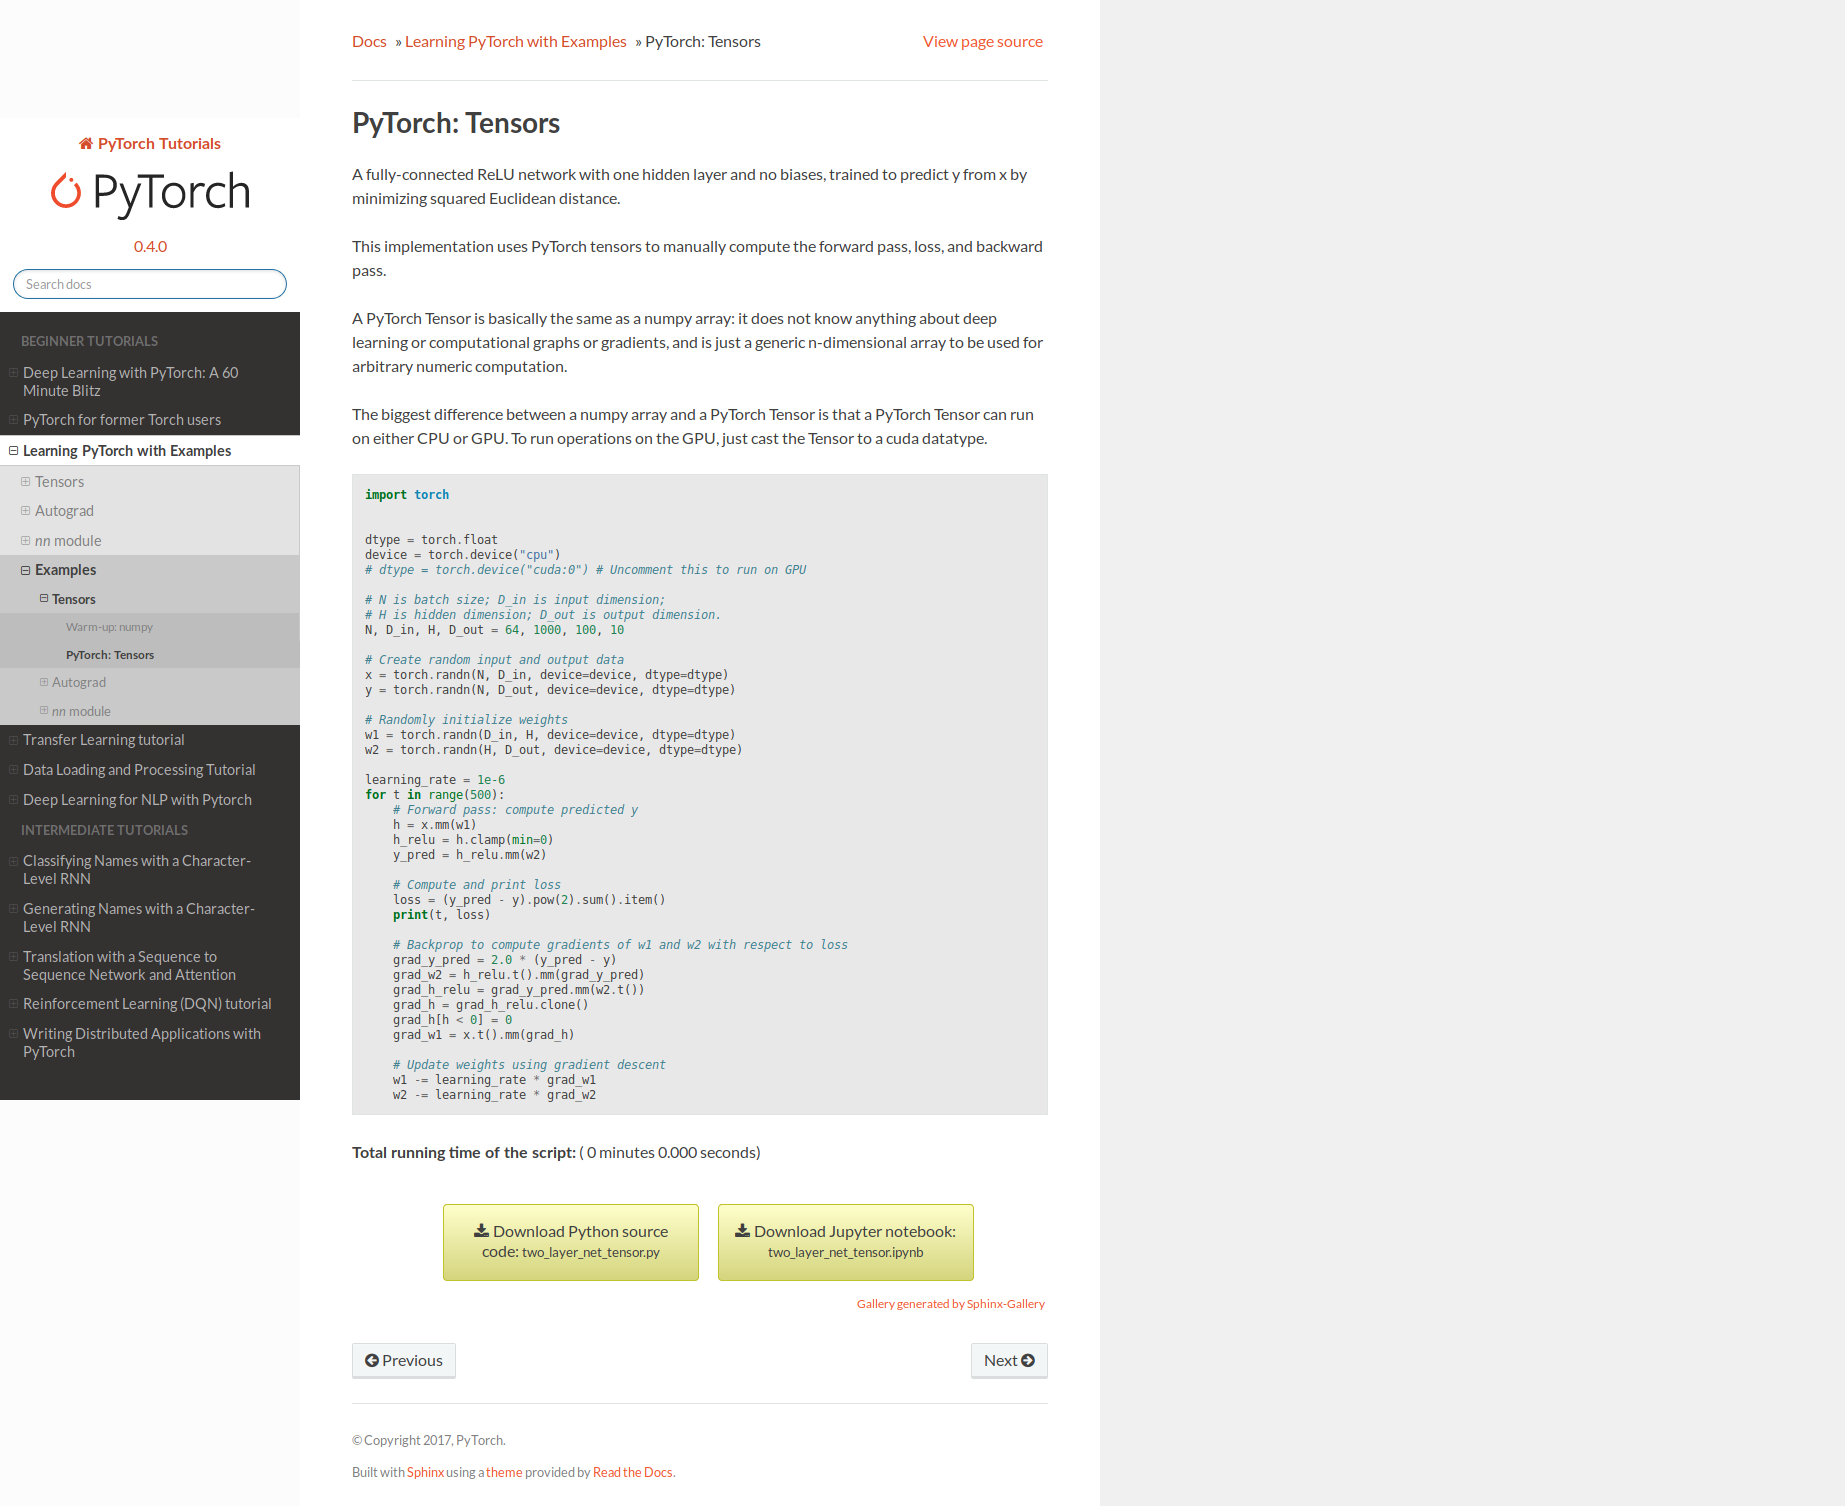 PyTorch Tutorials
PyTorch
0.4.0
Search docs
BEGINNER TUTORIALS
Deep Learning with PyTorch: A 60
Minute Blitz
PyTorch for former Torch users
Learning PyTorch with Examples
Tensors
Autograd
nn module
Examples
Tensors
Warm-up: numpy
PyTorch: Tensors
Autograd
nn module
Transfer Learning tutorial
Data Loading and Processing Tutorial
Deep Learning for NLP with Pytorch
INTERMEDIATE TUTORIALS
Classifying Names with a Character-
Level RNN
Generating Names with a Character-
Level RNN
Translation with a Sequence to
Sequence Network and Attention
Reinforcement Learning (DQN) tutorial
Writing Distributed Applications with
PyTorch
Docs » Learning PyTorch with Examples » PyTorch: Tensors View page source
PyTorch: Tensors
A fully-connected ReLU network with one hidden layer and no biases, trained to predict y from x by
minimizing squared Euclidean distance.
This implementation uses PyTorch tensors to manually compute the forward pass, loss, and backward
pass.
A PyTorch Tensor is basically the same as a numpy array: it does not know anything about deep
learning or computational graphs or gradients, and is just a generic n-dimensional array to be used for
arbitrary numeric computation.
The biggest difference between a numpy array and a PyTorch Tensor is that a PyTorch Tensor can run
on either CPU or GPU. To run operations on the GPU, just cast the Tensor to a cuda datatype.
import torch
dtype = torch.float
device = torch.device("cpu")
# dtype = torch.device("cuda:0") # Uncomment this to run on GPU
# N is batch size; D_in is input dimension;
# H is hidden dimension; D_out is output dimension.
N, D_in, H, D_out = 64, 1000, 100, 10
# Create random input and output data
x = torch.randn(N, D_in, device=device, dtype=dtype)
y = torch.randn(N, D_out, device=device, dtype=dtype)
# Randomly initialize weights
w1 = torch.randn(D_in, H, device=device, dtype=dtype)
w2 = torch.randn(H, D_out, device=device, dtype=dtype)
learning_rate = 1e-6
for t in range(500):
    # Forward pass: compute predicted y
    h = x.mm(w1)
    h_relu = h.clamp(min=0)
    y_pred = h_relu.mm(w2)
    # Compute and print loss
    loss = (y_pred - y).pow(2).sum().item()
    print(t, loss)
    # Backprop to compute gradients of w1 and w2 with respect to loss
    grad_y_pred = 2.0 * (y_pred - y)
    grad_w2 = h_relu.t().mm(grad_y_pred)
    grad_h_relu = grad_y_pred.mm(w2.t())
    grad_h = grad_h_relu.clone()
    grad_h[h < 0] = 0
    grad_w1 = x.t().mm(grad_h)
    # Update weights using gradient descent
    w1 -= learning_rate * grad_w1
    w2 -= learning_rate * grad_w2
Total running time of the script: ( 0 minutes 0.000 seconds)
Download Python source
code: two_layer_net_tensor.py
Download Jupyter notebook:
two_layer_net_tensor.ipynb
Gallery generated by Sphinx-Gallery
Previous
Next
© Copyright 2017, PyTorch.
Built with Sphinx using a theme provided by Read the Docs.